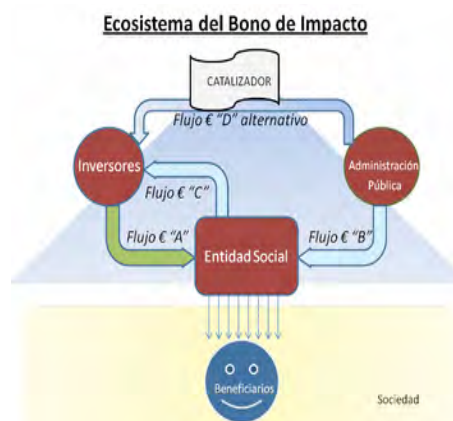 Ecosistema del Bono de Impacto
CATALIZADOR
Flujo € “D” alternativo
Inversores
Administración
Pública
Flujo € “C”
Flujo € “A”
Entidad Social
Flujo € “B”
Beneficiarios
Sociedad